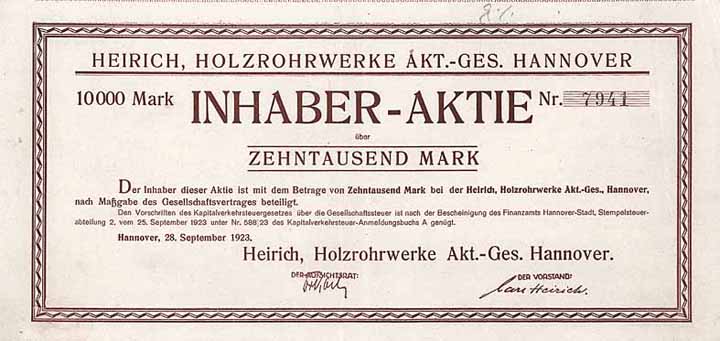 HEIRICH, HOLZROHRWERKE AKT.-GES. HANNOVER
10000 Mark INHABER-AKTIE Nr. 7941
über
ZEHNTAUSEND MARK
Der Inhaber dieser Aktie ist mit dem Betrage von Zehntausend Mark bei der Heirich, Holzrohrwerke Akt.-Ges., Hannover,
nach Maßgabe des Gesellschaftsvertrages beteiligt.
Den Vorschriften des Kapitalverkehrsteuergesetzes über die Gesellschaftssteuer ist nach der Bescheinigung des Finanzamts Hannover-Stadt, Stempelsteuer-
abteilung 2, vom 25. September 1923 unter Nr. 588/23 des Kapitalverkehrsteuer-Anmeldungsbuchs A genügt.
Hannover, 28. September 1923.
Heirich, Holzrohrwerke Akt.-Ges. Hannover.
DER AUFSICHTSRAT: DER VORSTAND:
Carl Heirich.